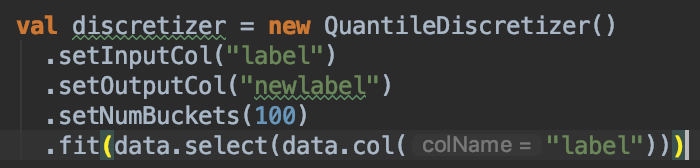 val discretizer = new QuantileDiscretizer()
.setInputCol("label")
.setOutputCol("newlabel")
.setNumBuckets(100)
.fit(data.select(data.col( colName = "label")))